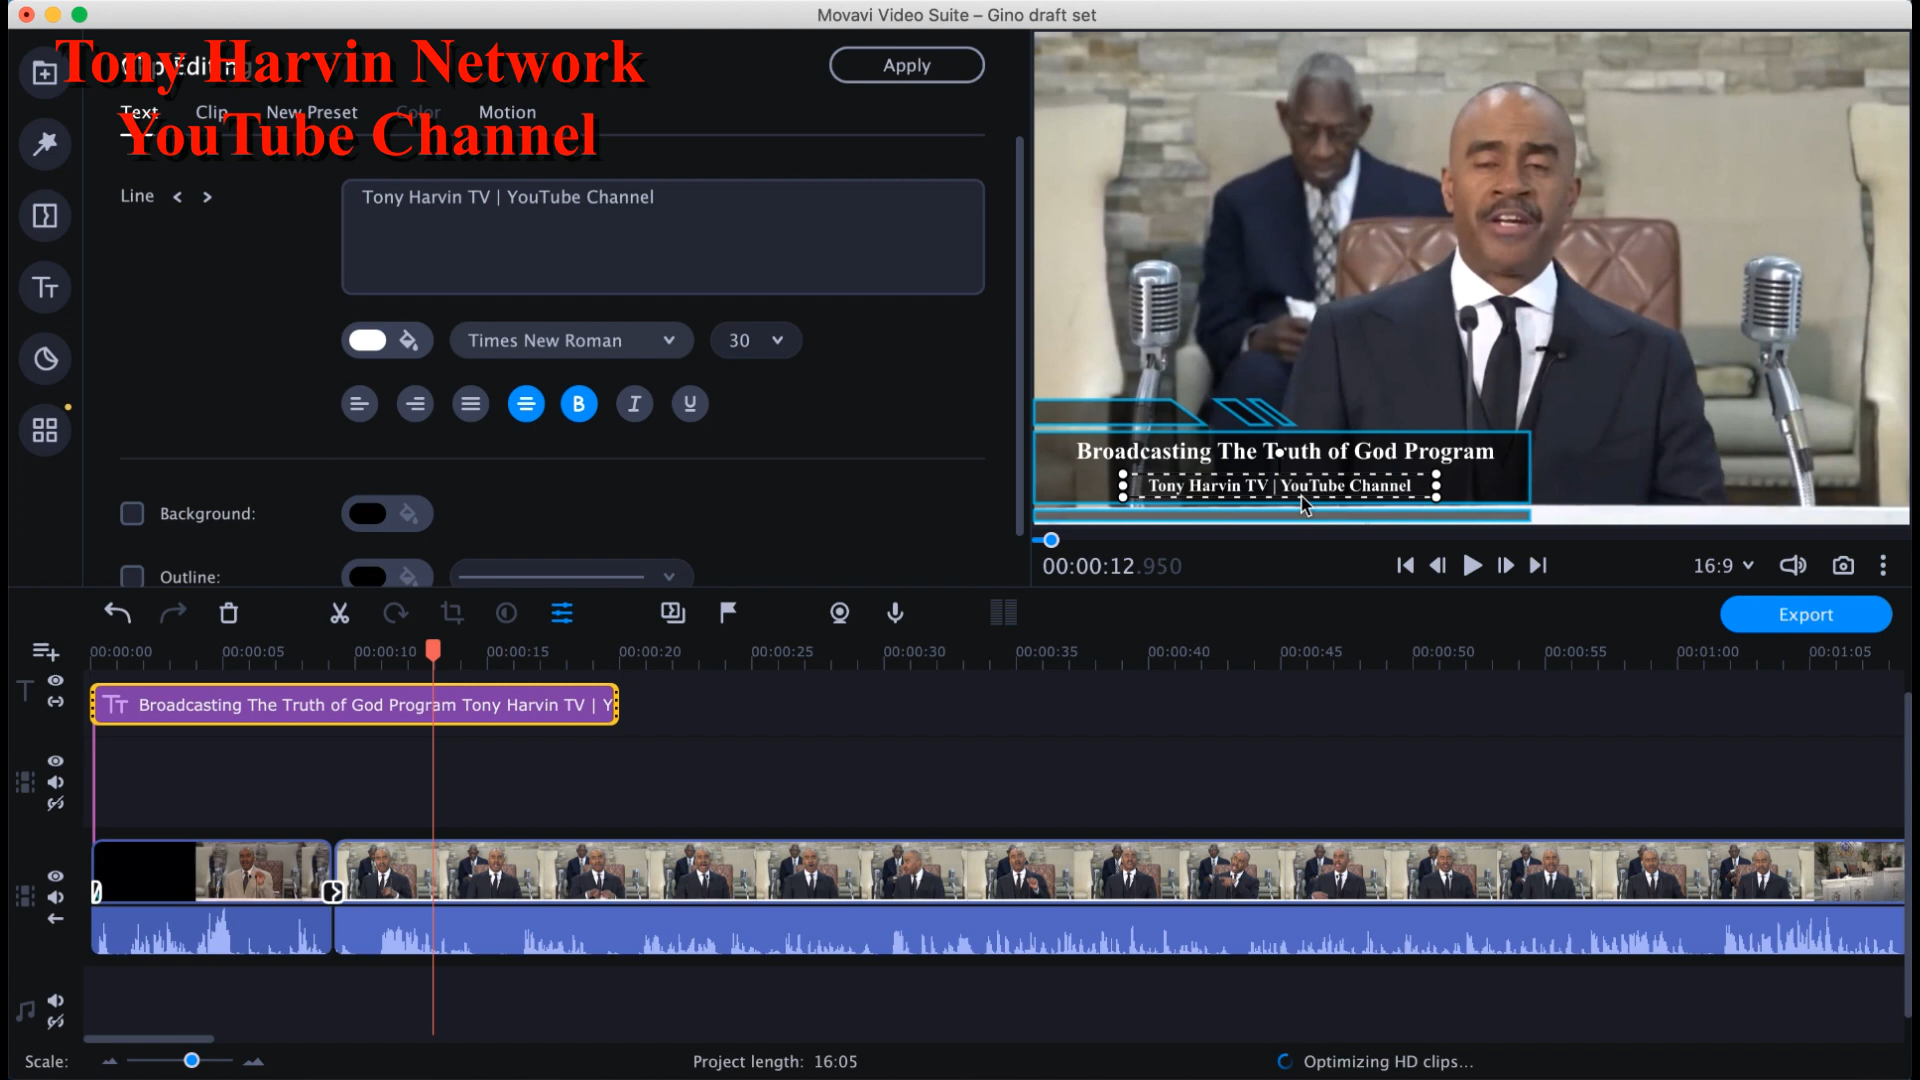 Movavi Video Suite – Gino draft set
Tony Harvin Network
YouTube Channel
Clip Editing
Apply
Text Clip New Preset Color Motion
Line
Tony Harvin TV | YouTube Channel
Times New Roman
30
B I U
Background:
Outline:
Broadcasting The Truth of God Program
Tony Harvin TV | YouTube Channel
00:00:12.950
16:9
Export
00:00:00 00:00:05 00:00:10 00:00:15 00:00:20 00:00:25 00:00:30 00:00:35 00:00:40 00:00:45 00:00:50 00:00:55 00:01:00 00:01:05
Tт Broadcasting The Truth of God Program Tony Harvin TV | Y
Scale:
Project length: 16:05
Optimizing HD clips...